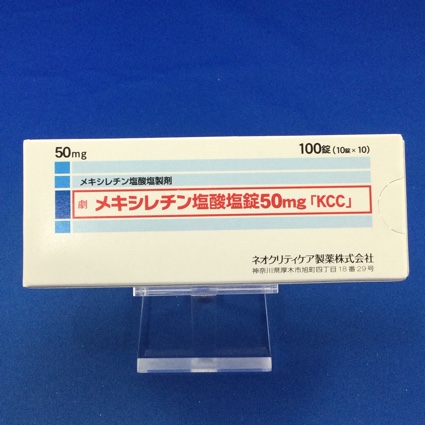 50mg 100錠(10錠×10)
メキシレチン塩酸塩製剤
劇 メキシレチン塩酸塩錠50mg「KCC」
ネオクリティケア製薬株式会社
神奈川県厚木市旭町四丁目18番29号